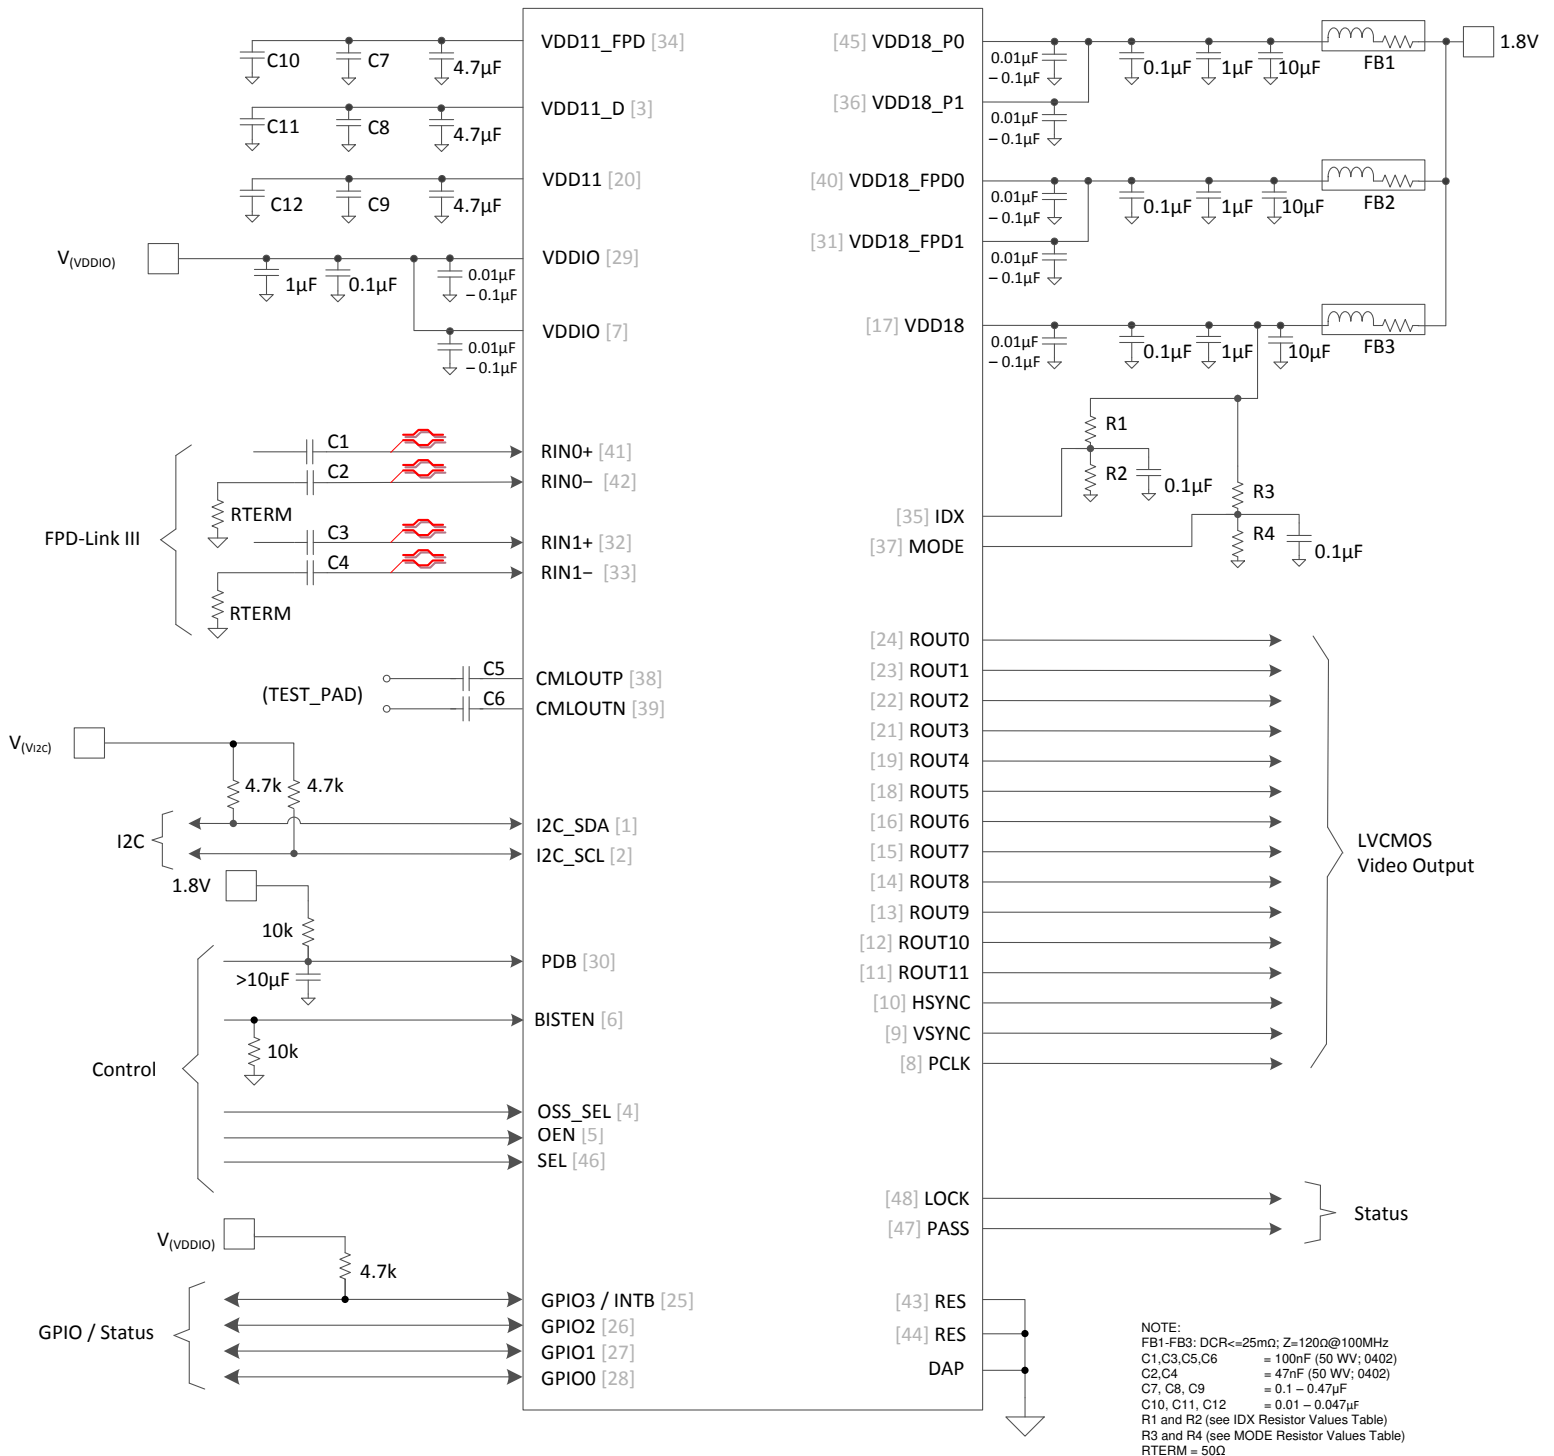 VDD11_FPD [34]
C10
C7
4.7µF
VDD11_D [3]
C11
C8
4.7µF
VDD11 [20]
C12
C9
4.7µF
V(VDDIO)
VDDIO [29]
1µF
0.1µF
0.01µF
– 0.1µF
VDDIO [7]
0.01µF
– 0.1µF
FPD-Link III
C1
RIN0+ [41]
C2
RIN0− [42]
RTERM
C3
RIN1+ [32]
C4
RIN1− [33]
RTERM
(TEST_PAD)
C5
CMLOUTP [38]
C6
CMLOUTN [39]
V(VI2C)
4.7k
4.7k
I2C
I2C_SDA [1]
I2C_SCL [2]
1.8V
10k
PDB [30]
>10µF
BISTEN [6]
10k
Control
OSS_SEL [4]
OEN [5]
SEL [46]
V(VDDIO)
4.7k
GPIO / Status
GPIO3 / INTB [25]
GPIO2 [26]
GPIO1 [27]
GPIO0 [28]
[45] VDD18_P0
0.01µF
– 0.1µF
0.1µF
1µF
10µF
FB1
1.8V
[36] VDD18_P1
0.01µF
– 0.1µF
[40] VDD18_FPD0
0.01µF
– 0.1µF
0.1µF
1µF
10µF
FB2
[31] VDD18_FPD1
0.01µF
– 0.1µF
[17] VDD18
0.01µF
– 0.1µF
0.1µF
1µF
10µF
FB3
R1
R2
0.1µF
R3
R4
0.1µF
[35] IDX
[37] MODE
[24] ROUT0
[23] ROUT1
[22] ROUT2
[21] ROUT3
[19] ROUT4
[18] ROUT5
[16] ROUT6
[15] ROUT7
[14] ROUT8
[13] ROUT9
[12] ROUT10
[11] ROUT11
[10] HSYNC
[9] VSYNC
[8] PCLK
LVCMOS
Video Output
[48] LOCK
[47] PASS
Status
[43] RES
[44] RES
DAP
NOTE:
FB1-FB3: DCR<=25mΩ; Z=120Ω@100MHz
C1,C3,C5,C6 = 100nF (50 WV; 0402)
C2,C4 = 47nF (50 WV; 0402)
C7, C8, C9 = 0.1 – 0.47µF
C10, C11, C12 = 0.01 – 0.047µF
R1 and R2 (see IDX Resistor Values Table)
R3 and R4 (see MODE Resistor Values Table)
RTERM = 50Ω